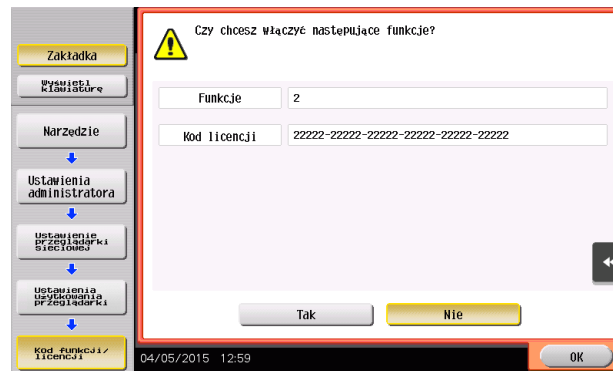 Zakładka
Wyświetl
klawiaturę
Narzędzie
Ustawienia
administratora
Ustawienie
przeglądarki
sieciowej
Ustawienia
użytkowania
przeglądarki
Kod funkcji/
licencji
Czy chcesz włączyć następujące funkcje?
Funkcje 2
Kod licencji 22222-22222-22222-22222-22222-22222
Tak Nie
04/05/2015 12:59 OK